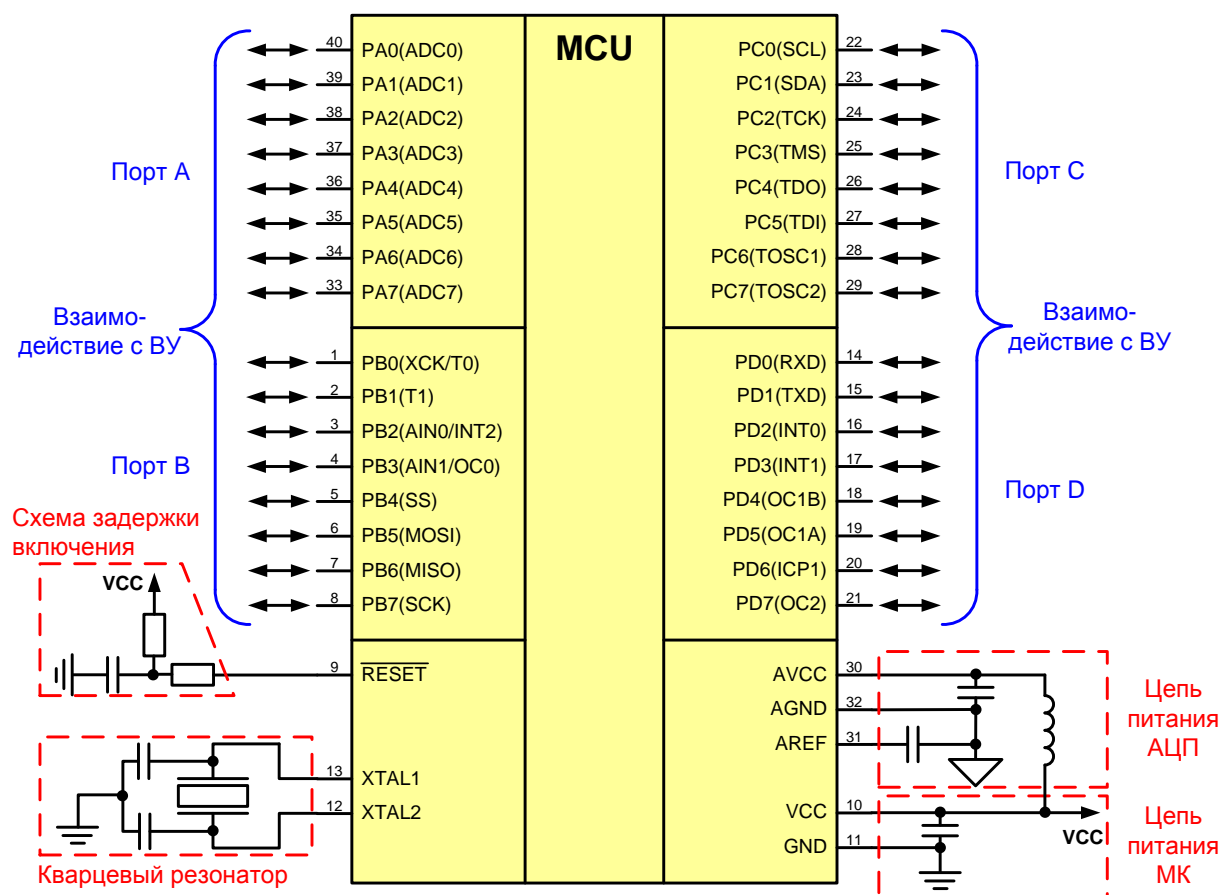 MCU
40 PA0(ADC0)
39 PA1(ADC1)
38 PA2(ADC2)
37 PA3(ADC3)
36 PA4(ADC4)
35 PA5(ADC5)
34 PA6(ADC6)
33 PA7(ADC7)
Порт A
Взаимо-
действие с ВУ
1 PB0(XCK/T0)
2 PB1(T1)
3 PB2(AIN0/INT2)
4 PB3(AIN1/OC0)
5 PB4(SS)
6 PB5(MOSI)
7 PB6(MISO)
8 PB7(SCK)
Порт B
Схема задержки
включения
VCC
9 RESET
13 XTAL1
12 XTAL2
Кварцевый резонатор
PC0(SCL) 22
PC1(SDA) 23
PC2(TCK) 24
PC3(TMS) 25
PC4(TDO) 26
PC5(TDI) 27
PC6(TOSC1) 28
PC7(TOSC2) 29
Порт C
Взаимо-
действие с ВУ
PD0(RXD) 14
PD1(TXD) 15
PD2(INT0) 16
PD3(INT1) 17
PD4(OC1B) 18
PD5(OC1A) 19
PD6(ICP1) 20
PD7(OC2) 21
Порт D
AVCC 30
AGND 32
AREF 31
Цепь
питания
АЦП
VCC 10
GND 11
VCC
Цепь
питания
МК